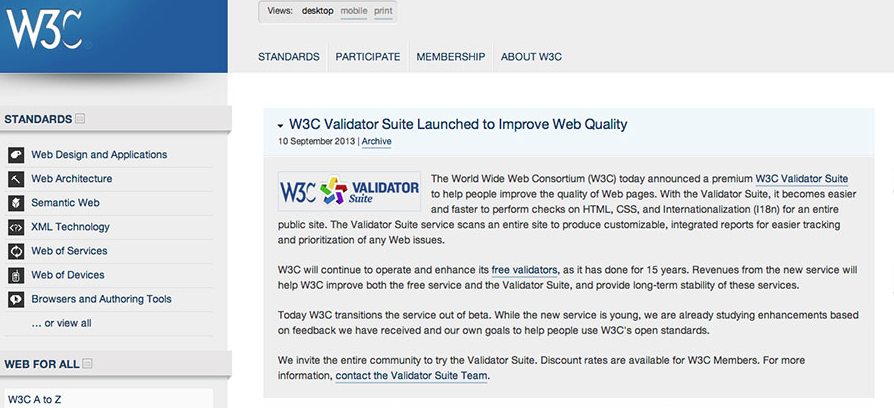 W3C
Views: desktop mobile print
STANDARDS PARTICIPATE MEMBERSHIP ABOUT W3C
STANDARDS
Web Design and Applications
Web Architecture
Semantic Web
XML Technology
Web of Services
Web of Devices
Browsers and Authoring Tools
... or view all
WEB FOR ALL
W3C A to Z
W3C Validator Suite Launched to Improve Web Quality
10 September 2013 | Archive
W3C VALIDATOR
Suite
The World Wide Web Consortium (W3C) today announced a premium W3C Validator Suite
to help people improve the quality of Web pages. With the Validator Suite, it becomes easier
and faster to perform checks on HTML, CSS, and Internationalization (I18n) for an entire
public site. The Validator Suite service scans an entire site to produce customizable, integrated reports for easier tracking
and prioritization of any Web issues.
W3C will continue to operate and enhance its free validators, as it has done for 15 years. Revenues from the new service will
help W3C improve both the free service and the Validator Suite, and provide long-term stability of these services.
Today W3C transitions the service out of beta. While the new service is young, we are already studying enhancements based
on feedback we have received and our own goals to help people use W3C's open standards.
We invite the entire community to try the Validator Suite. Discount rates are available for W3C Members. For more
information, contact the Validator Suite Team.